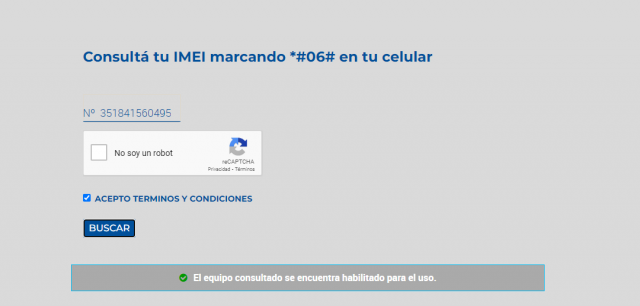 Consultá tu IMEI marcando *#06# en tu celular
Nº 351841560495
No soy un robot
reCAPTCHA
Privacidad - Términos
ACEPTO TERMINOS Y CONDICIONES
BUSCAR
El equipo consultado se encuentra habilitado para el uso.